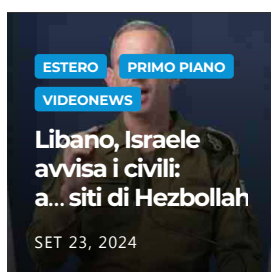 ESTERO PRIMO PIANO
VIDEONEWS
Libano, Israele
avvisa i civili:
a... siti di Hezbollah
SET 23, 2024